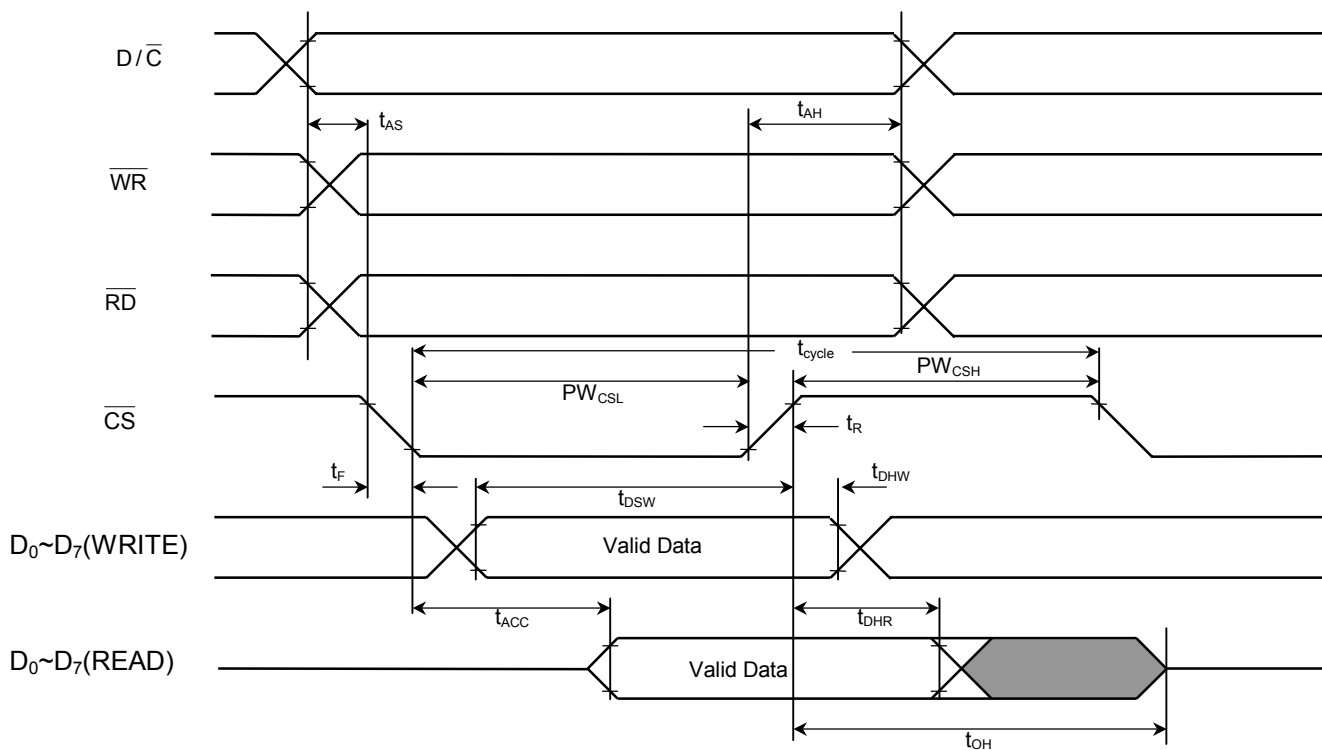 D/C̅
t_AS
t_AH
W̅R̅
R̅D̅
t_cycle
PW_CSL
PW_CSH
C̅S̅
t_R
t_F
t_DSW
t_DHW
D₀~D₇(WRITE)
Valid Data
t_ACC
t_DHR
D₀~D₇(READ)
Valid Data
t_OH